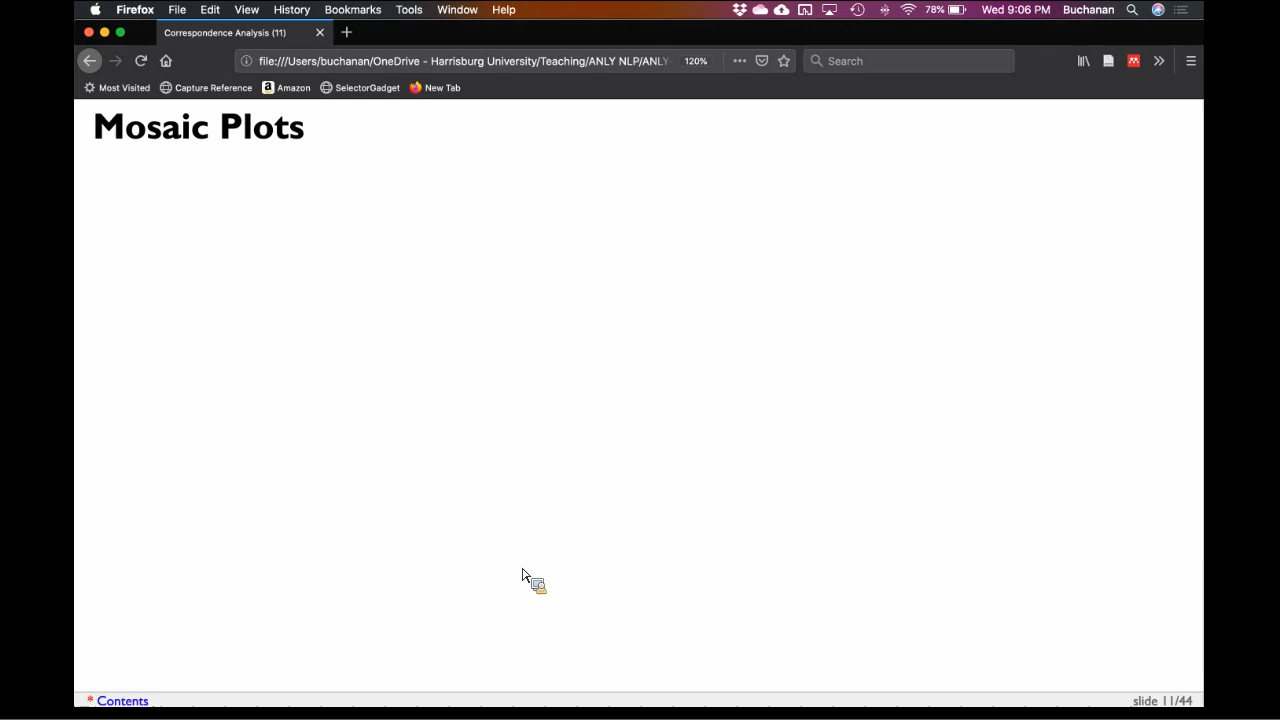 Firefox File Edit View History Bookmarks Tools Window Help 78% Wed 9:06 PM Buchanan
Correspondence Analysis (11)
file:///Users/buchanan/OneDrive - Harrisburg University/Teaching/ANLY NLP/ANLY- 120% Search
Most Visited Capture Reference Amazon SelectorGadget New Tab
Mosaic Plots
* Contents slide 11/44